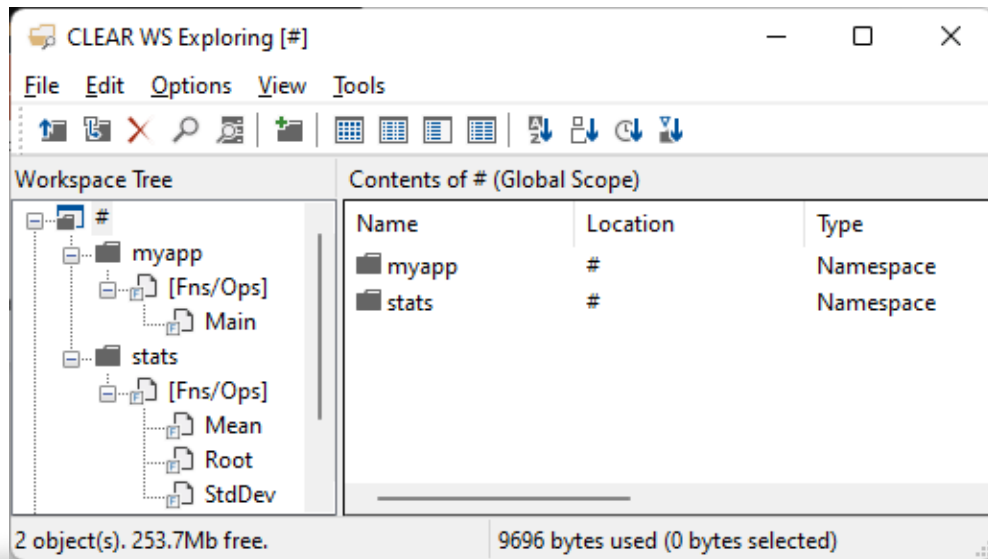 CLEAR WS Exploring [#]
File Edit Options View Tools
Workspace Tree
#
myapp
[Fns/Ops]
Main
stats
[Fns/Ops]
Mean
Root
StdDev
Contents of # (Global Scope)
Name Location Type
myapp # Namespace
stats # Namespace
2 object(s). 253.7Mb free. 9696 bytes used (0 bytes selected)